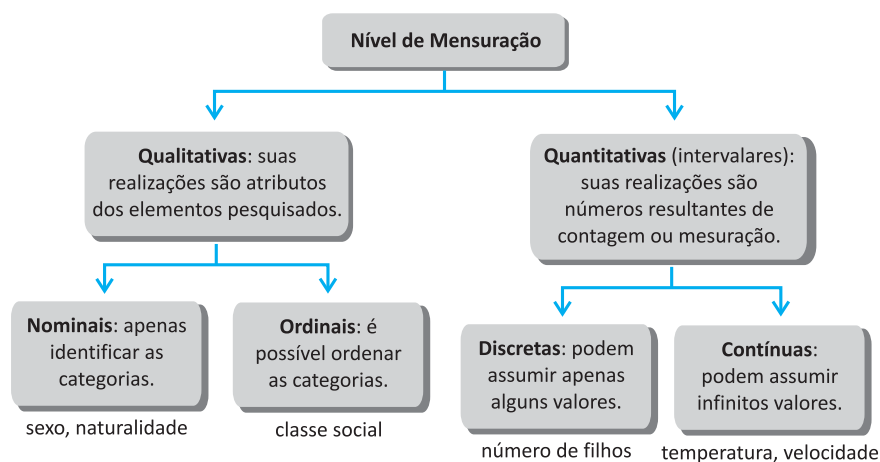 Nível de Mensuração
Qualitativas: suas
realizações são atributos
dos elementos pesquisados.
Quantitativas (intervalares):
suas realizações são
números resultantes de
contagem ou mesuração.
Nominais: apenas
identificar as
categorias.
sexo, naturalidade
Ordinais: é
possível ordenar
as categorias.
classe social
Discretas: podem
assumir apenas
alguns valores.
número de filhos
Contínuas:
podem assumir
infinitos valores.
temperatura, velocidade